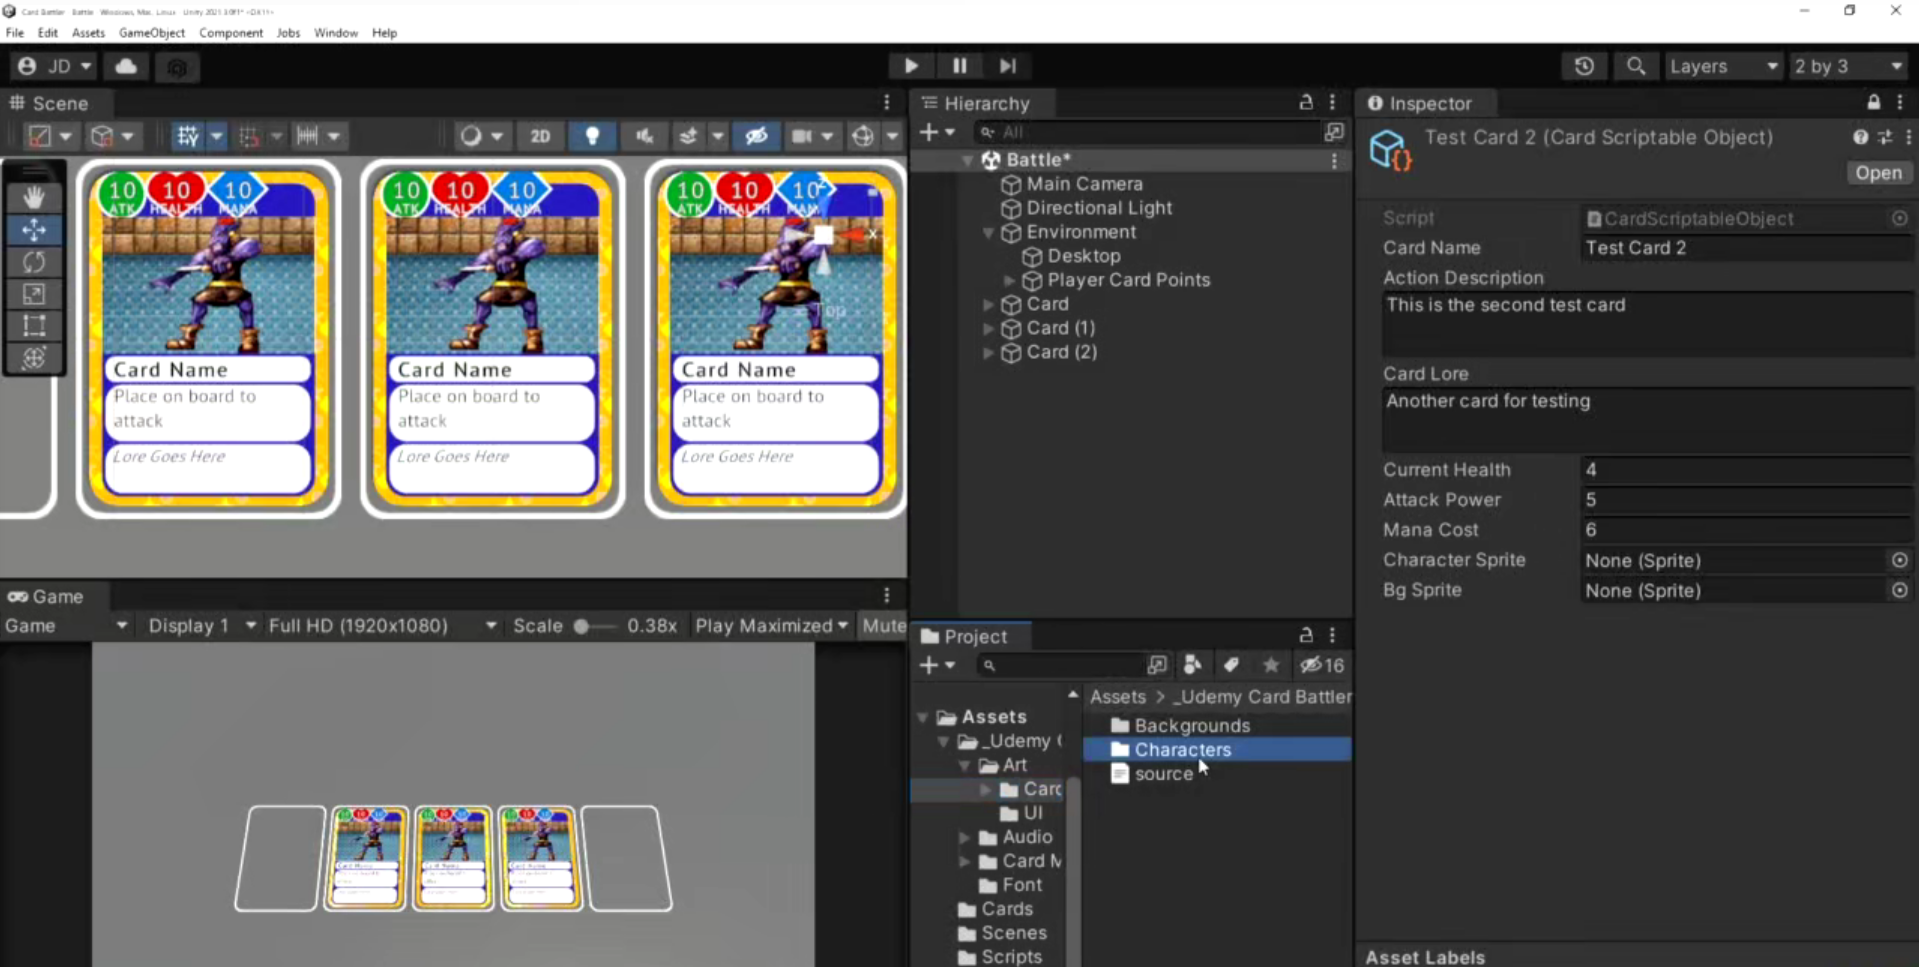 Card Battler - Battle - Windows, Mac, Linux - Unity 2021.3.9f1* <DX11>
File Edit Assets GameObject Component Jobs Window Help
JD
Layers
2 by 3
Scene
2D
10 10 10
ATK HEALTH MANA
Card Name
Place on board to
attack
Lore Goes Here
10 10 10
ATK HEALTH MANA
Card Name
Place on board to
attack
Lore Goes Here
10 10 10
ATK HEALTH MANA
x
Top
Card Name
Place on board to
attack
Lore Goes Here
Game
Game Display 1 Full HD (1920x1080) Scale 0.38x Play Maximized Mute
Hierarchy
All
Battle*
Main Camera
Directional Light
Environment
Desktop
Player Card Points
Card
Card (1)
Card (2)
Project
16
Assets
_Udemy
Art
Card
UI
Audio
Card M
Font
Cards
Scenes
Scripts
Assets > _Udemy Card Battler
Backgrounds
Characters
source
Inspector
Test Card 2 (Card Scriptable Object)
Open
Script CardScriptableObject
Card Name Test Card 2
Action Description
This is the second test card
Card Lore
Another card for testing
Current Health 4
Attack Power 5
Mana Cost 6
Character Sprite None (Sprite)
Bg Sprite None (Sprite)
Asset Labels